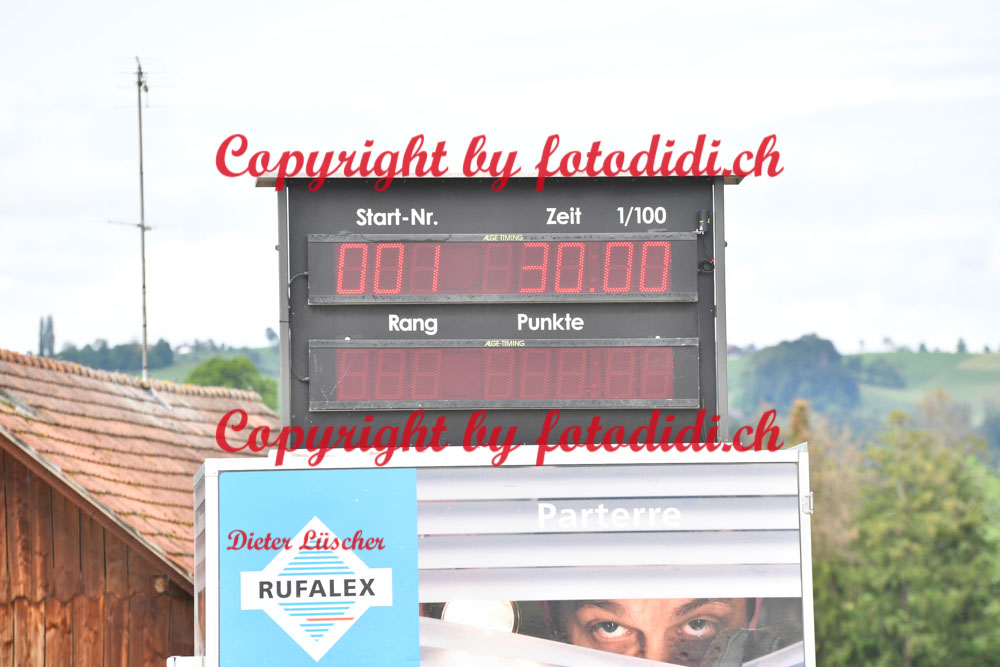 Copyright by fotodidi.ch
Start-Nr. Zeit 1/100
ALGE-TIMING
001 30.00
Rang Punkte
ALGE-TIMING
Copyright by fotodidi.ch
Parterre
Dieter Lüscher
RUFALEX